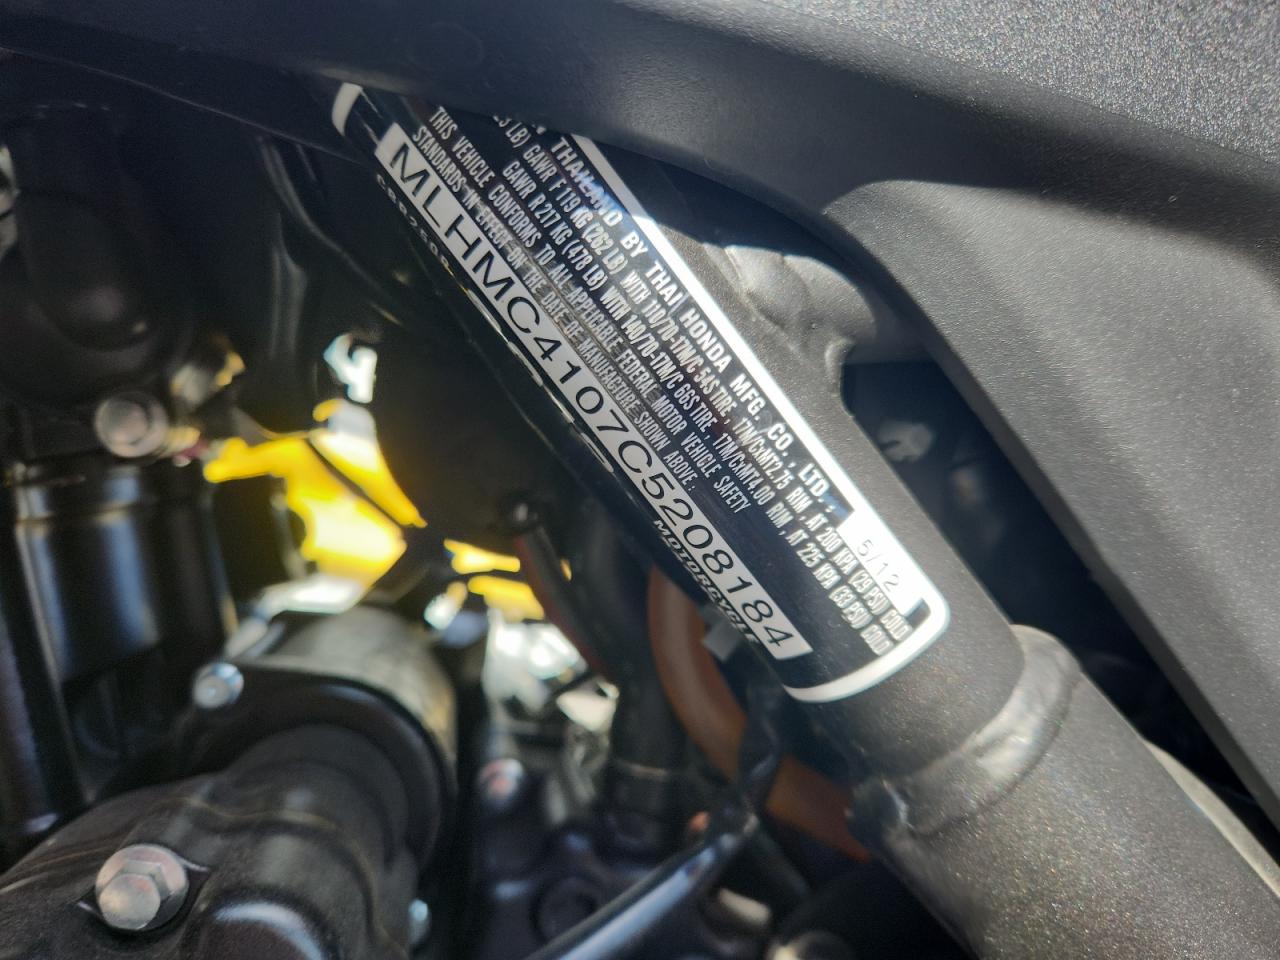 THAILAND BY THAI HONDA MFG. CO., LTD.: 5/12
LB) GAWR F 119 KG (262 LB) WITH 110/70-17M/C 54S TIRE, 17M/CxMT2.75 RIM, AT 200 KPA (29 PSI) COLD
GAWR R 217 KG (478 LB) WITH 140/70-17M/C 66S TIRE, 17M/CxMT4.00 RIM, AT 225 KPA (33 PSI) COLD
THIS VEHICLE CONFORMS TO ALL APPLICABLE FEDERAL MOTOR VEHICLE SAFETY
STANDARDS IN EFFECT ON THE DATE OF MANUFACTURE SHOWN ABOVE:
MLHMC4107C5208184
MOTORCYCLE